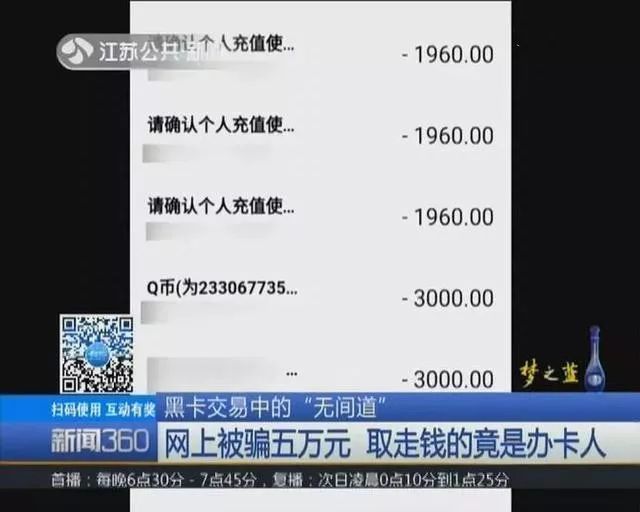 江苏公共·新闻
请确认个人充值使...
- 1960.00
请确认个人充值使...
- 1960.00
请确认个人充值使...
- 1960.00
Q币(为233067735...
- 3000.00
...
- 3000.00
梦之蓝
扫码使用 互动有奖
黑卡交易中的“无间道”
新闻360
网上被骗五万元 取走钱的竟是办卡人
首播：每晚6点30分 - 7点45分，复播：次日凌晨0点10分到1点25分